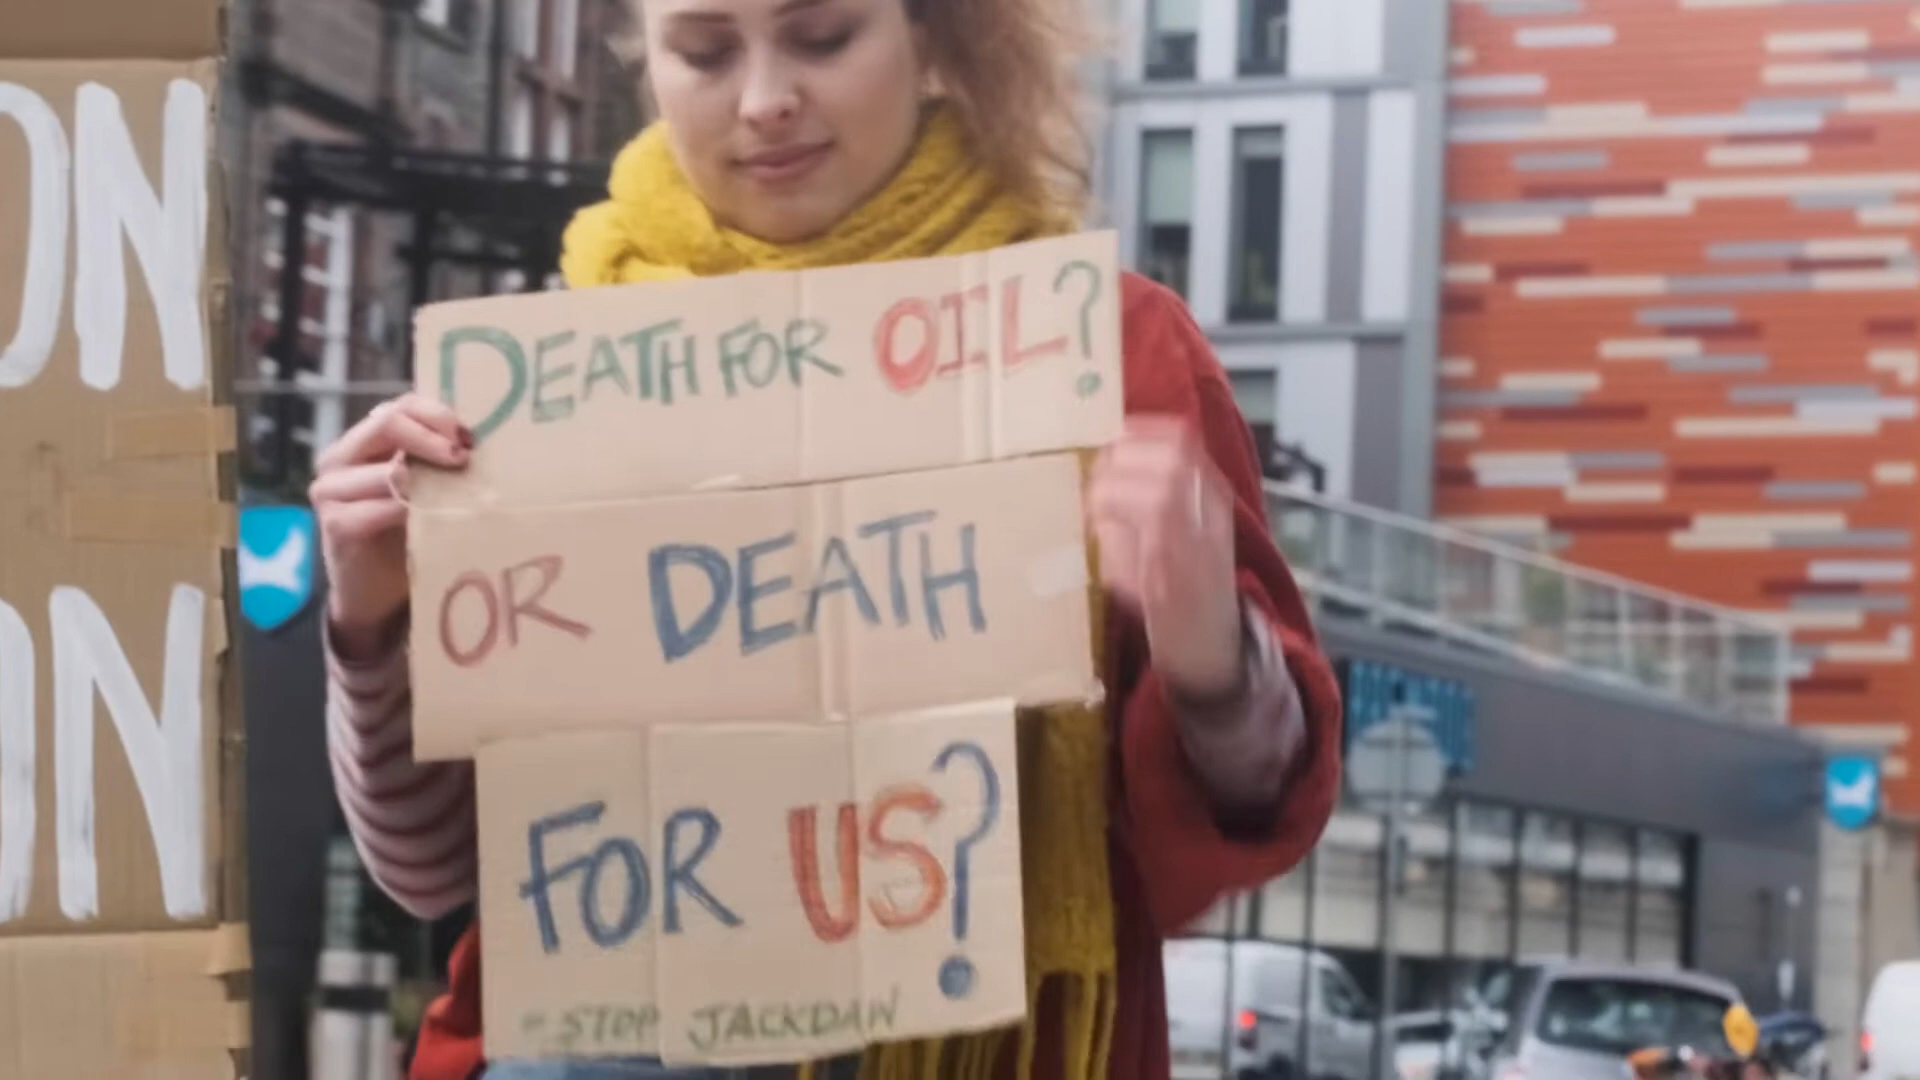 ON
ON
DEATH FOR OIL?
OR DEATH
FOR US?
#STOP JACKDAW